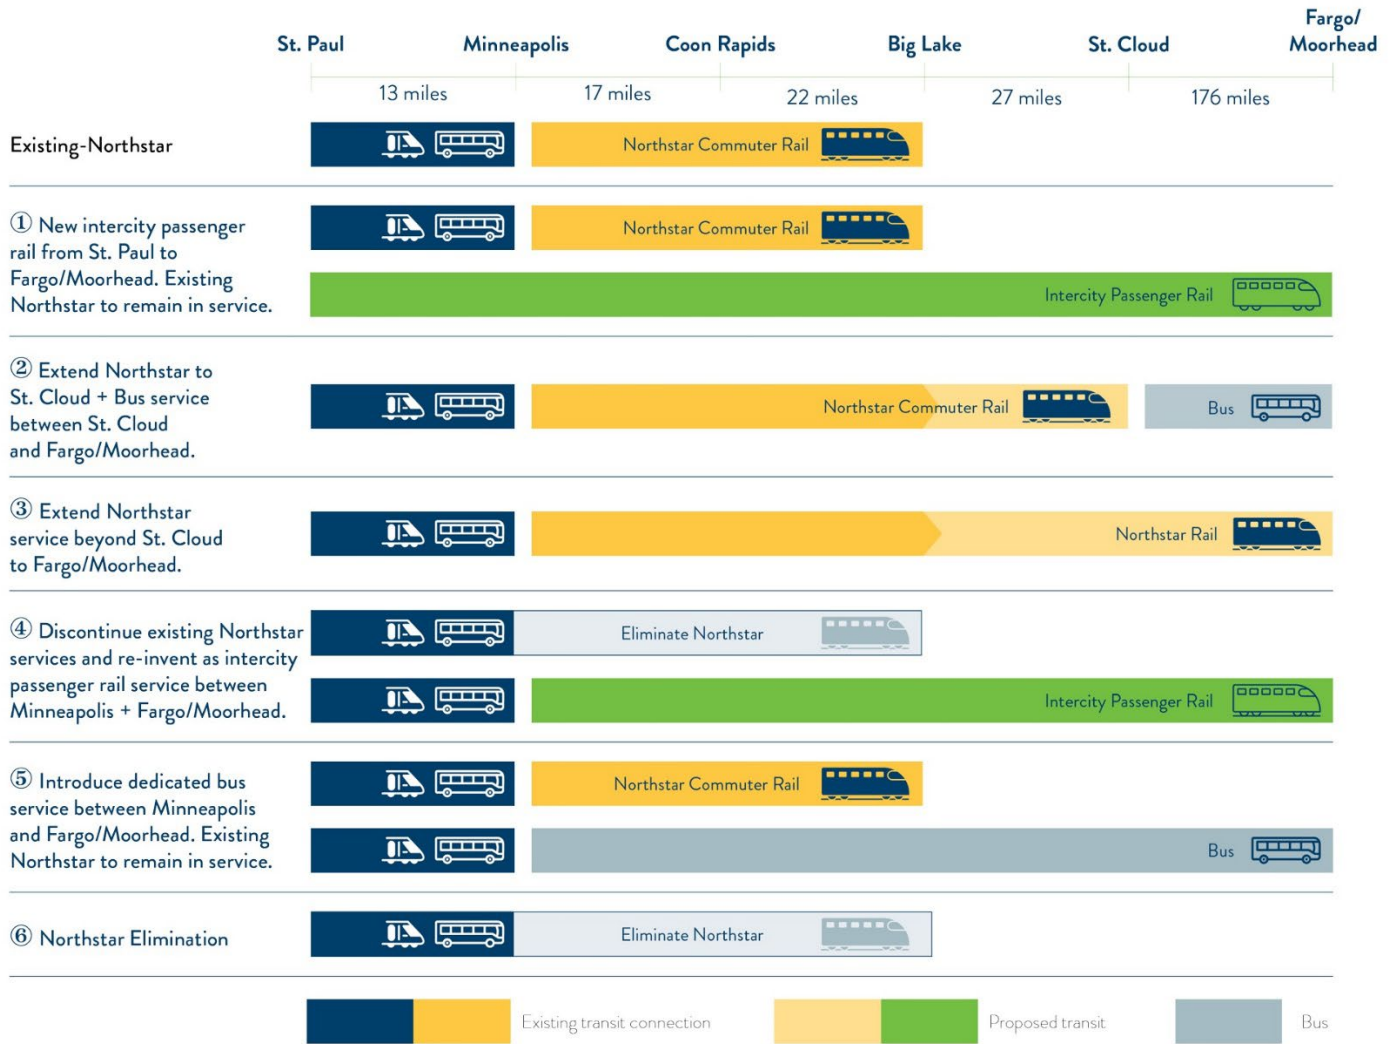 St. Paul
Minneapolis
Coon Rapids
Big Lake
St. Cloud
Fargo/
Moorhead
13 miles
17 miles
22 miles
27 miles
176 miles
Existing-Northstar
Northstar Commuter Rail
① New intercity passenger
rail from St. Paul to
Fargo/Moorhead. Existing
Northstar to remain in service.
Northstar Commuter Rail
Intercity Passenger Rail
② Extend Northstar to
St. Cloud + Bus service
between St. Cloud
and Fargo/Moorhead.
Northstar Commuter Rail
Bus
③ Extend Northstar
service beyond St. Cloud
to Fargo/Moorhead.
Northstar Rail
④ Discontinue existing Northstar
services and re-invent as intercity
passenger rail service between
Minneapolis + Fargo/Moorhead.
Eliminate Northstar
Intercity Passenger Rail
⑤ Introduce dedicated bus
service between Minneapolis
and Fargo/Moorhead. Existing
Northstar to remain in service.
Northstar Commuter Rail
Bus
⑥ Northstar Elimination
Eliminate Northstar
Existing transit connection
Proposed transit
Bus